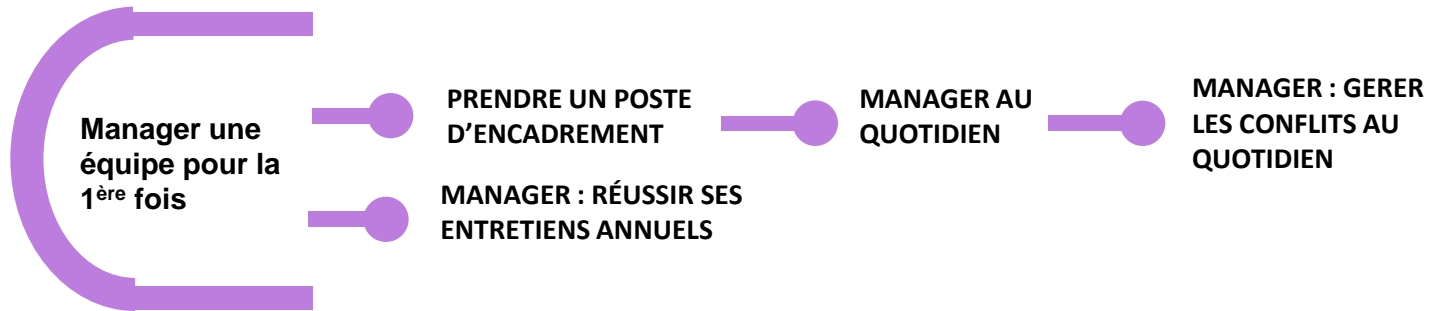 Manager une
équipe pour la
1ère fois
PRENDRE UN POSTE
D’ENCADREMENT
MANAGER AU
QUOTIDIEN
MANAGER : GERER
LES CONFLITS AU
QUOTIDIEN
MANAGER : RÉUSSIR SES
ENTRETIENS ANNUELS